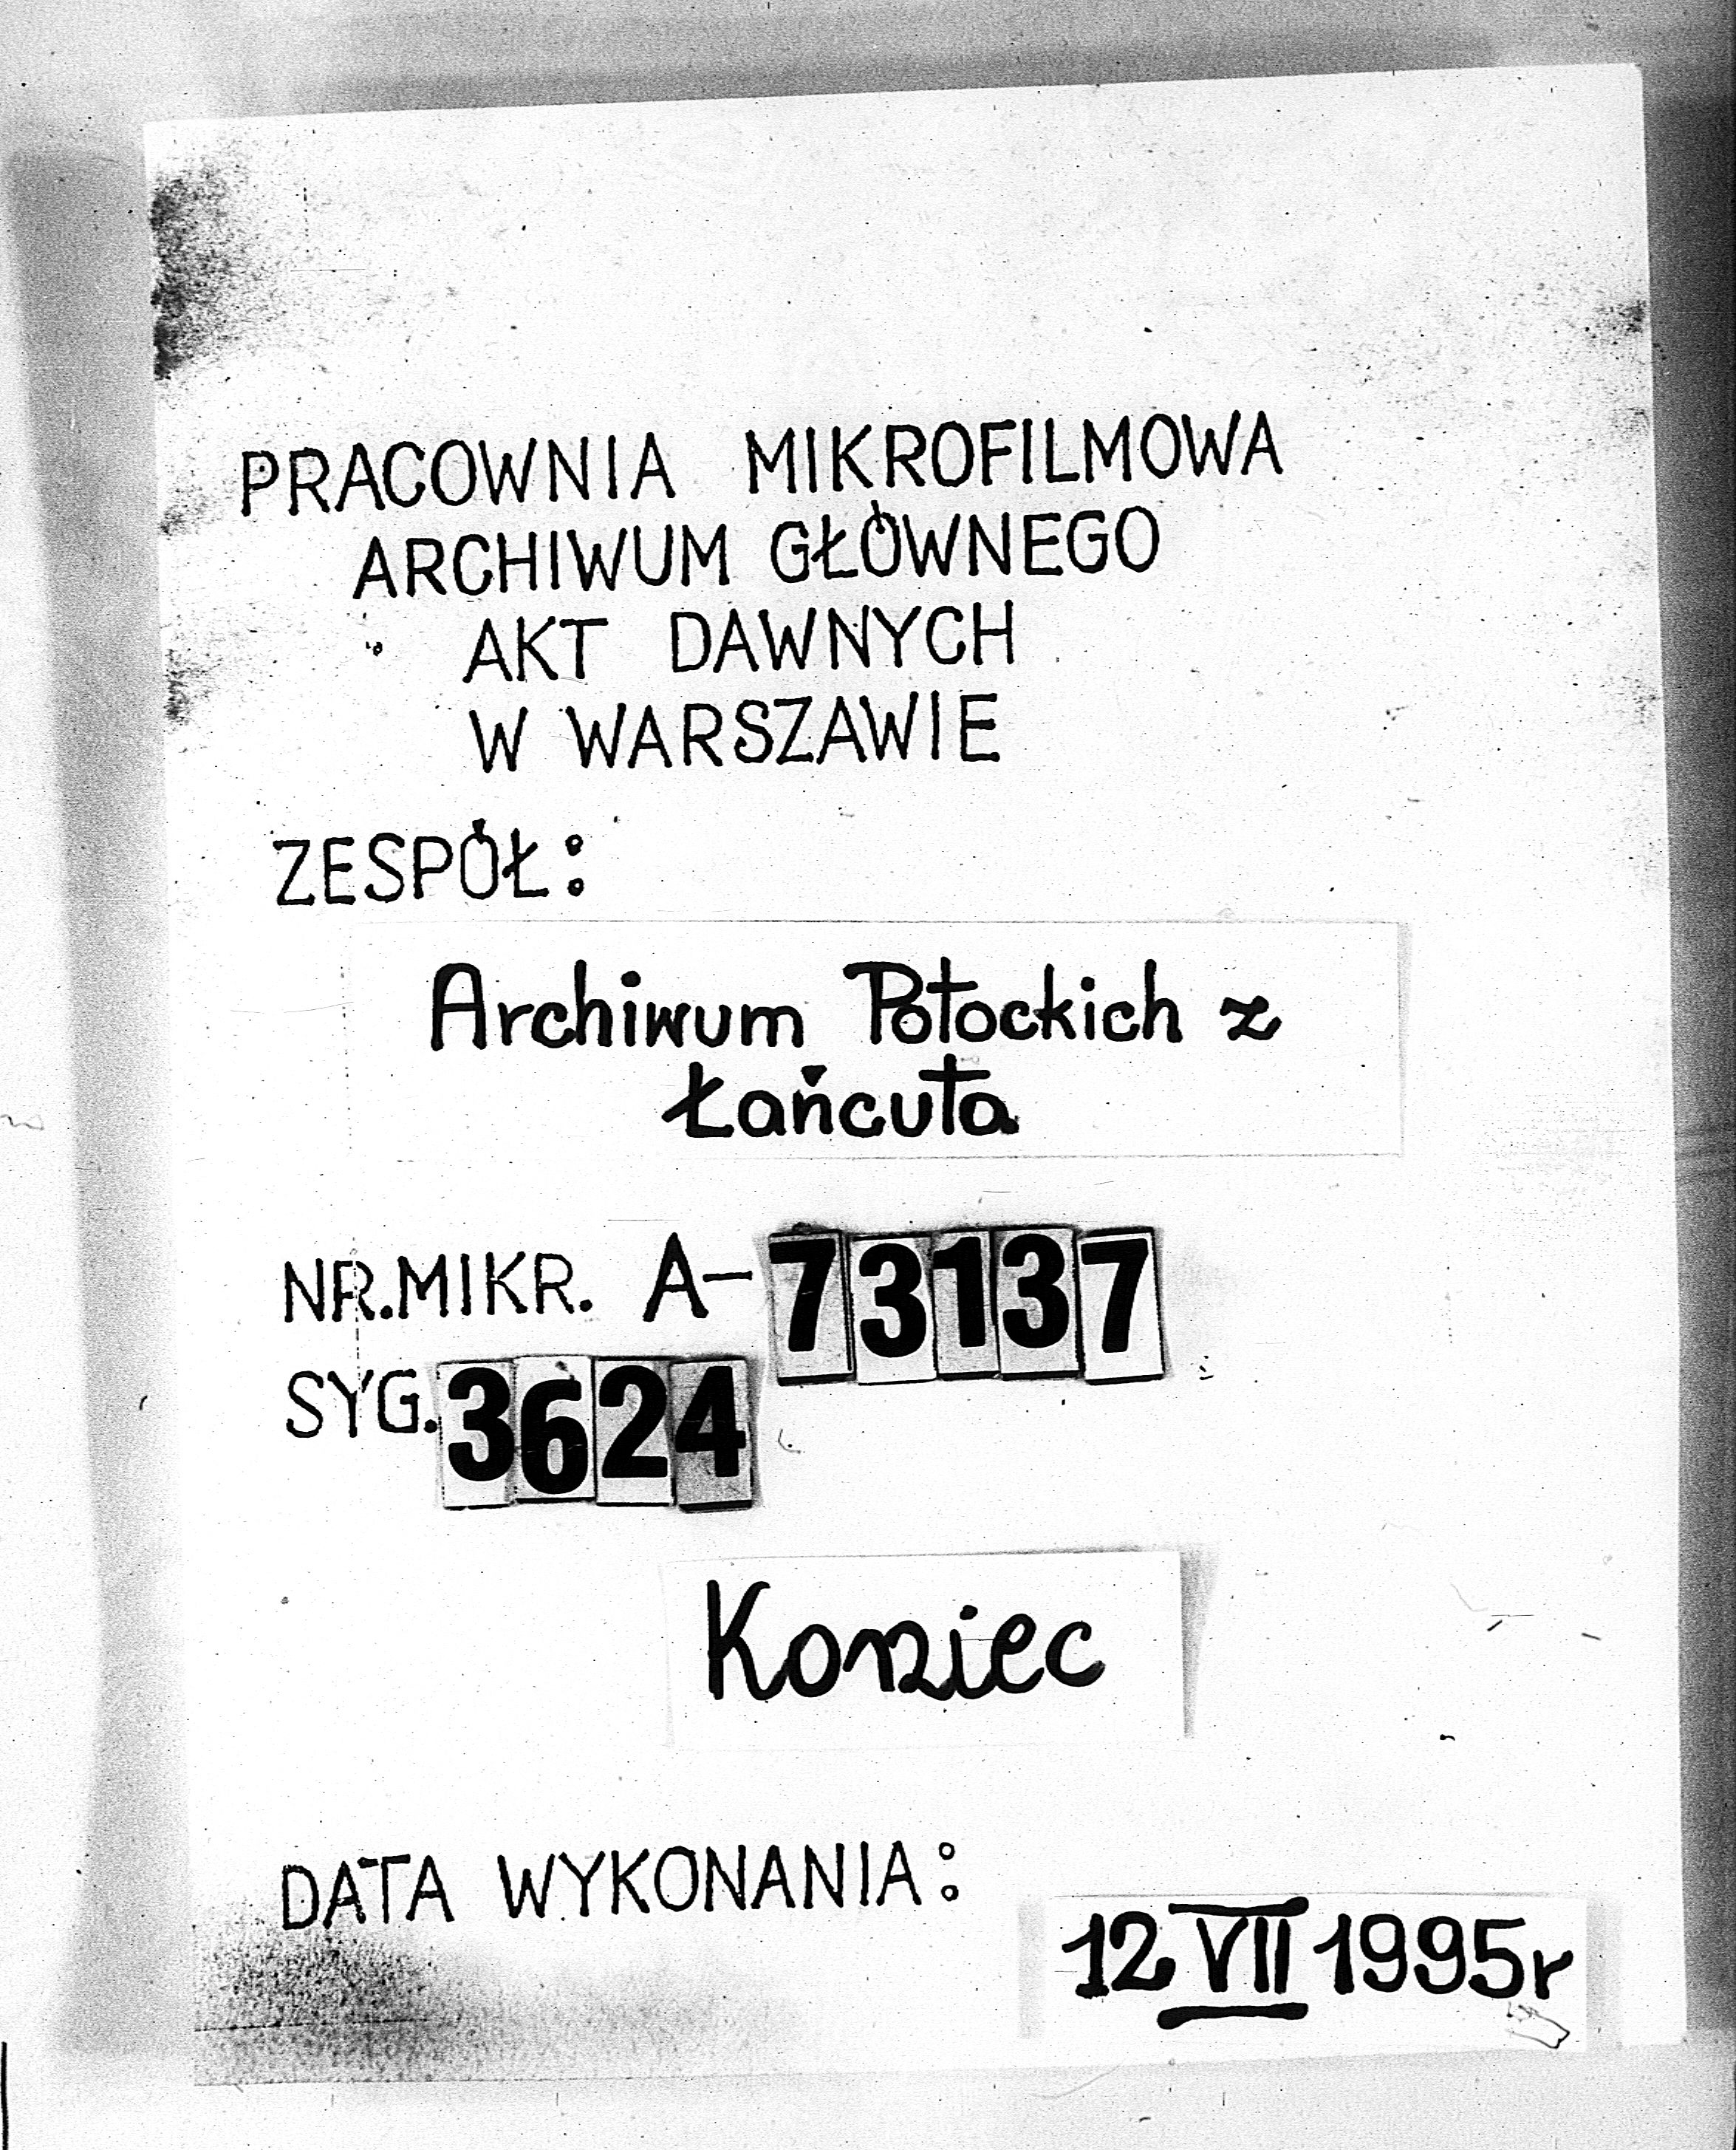 PRACOWNIA MIKROFILMOWA
ARCHIWUM GŁÓWNEGO
AKT DAWNYCH
W WARSZAWIE
ZESPÓŁ:
Archiwum Potockich z
Łańcuta
NR.MIKR. A-73137
SYG.3624
Koniec
DATA WYKONANIA:
12 VII 1995r